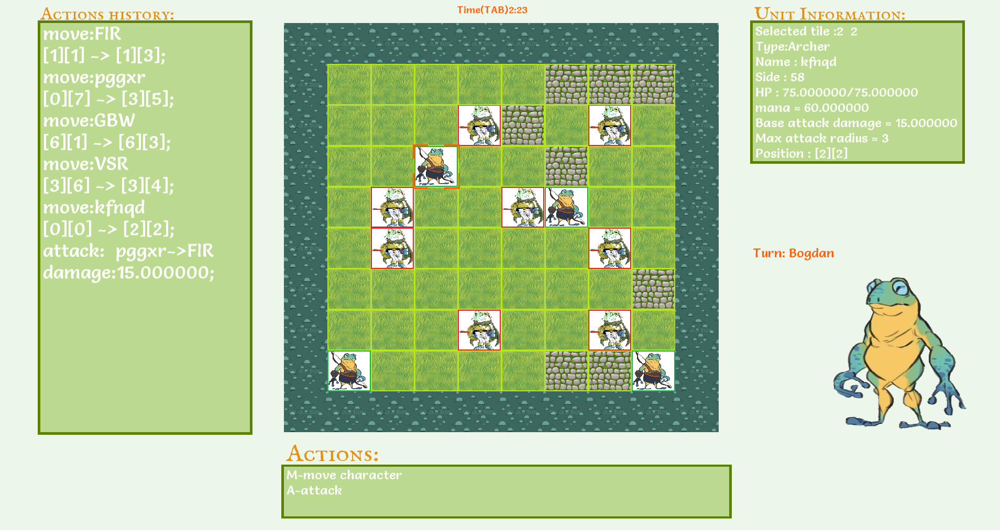 Actions history:
move:FIR
[1][1] ~> [1][3];
move:pggxr
[0][7] ~> [3][5];
move:GBW
[6][1] ~> [6][3];
move:VSR
[3][6] ~> [3][4];
move:kfnqd
[0][0] ~> [2][2];
attack: pggxr~>FIR
damage:15.000000;
Time(TAB)2:23
Unit Information:
Selected tile :2 2
Type:Archer
Name : kfnqd
Side : 58
HP : 75.000000/75.000000
mana = 60.000000
Base attack damage = 15.000000
Max attack radius = 3
Position : [2][2]
Turn: Bogdan
Actions:
M~move character
A~attack